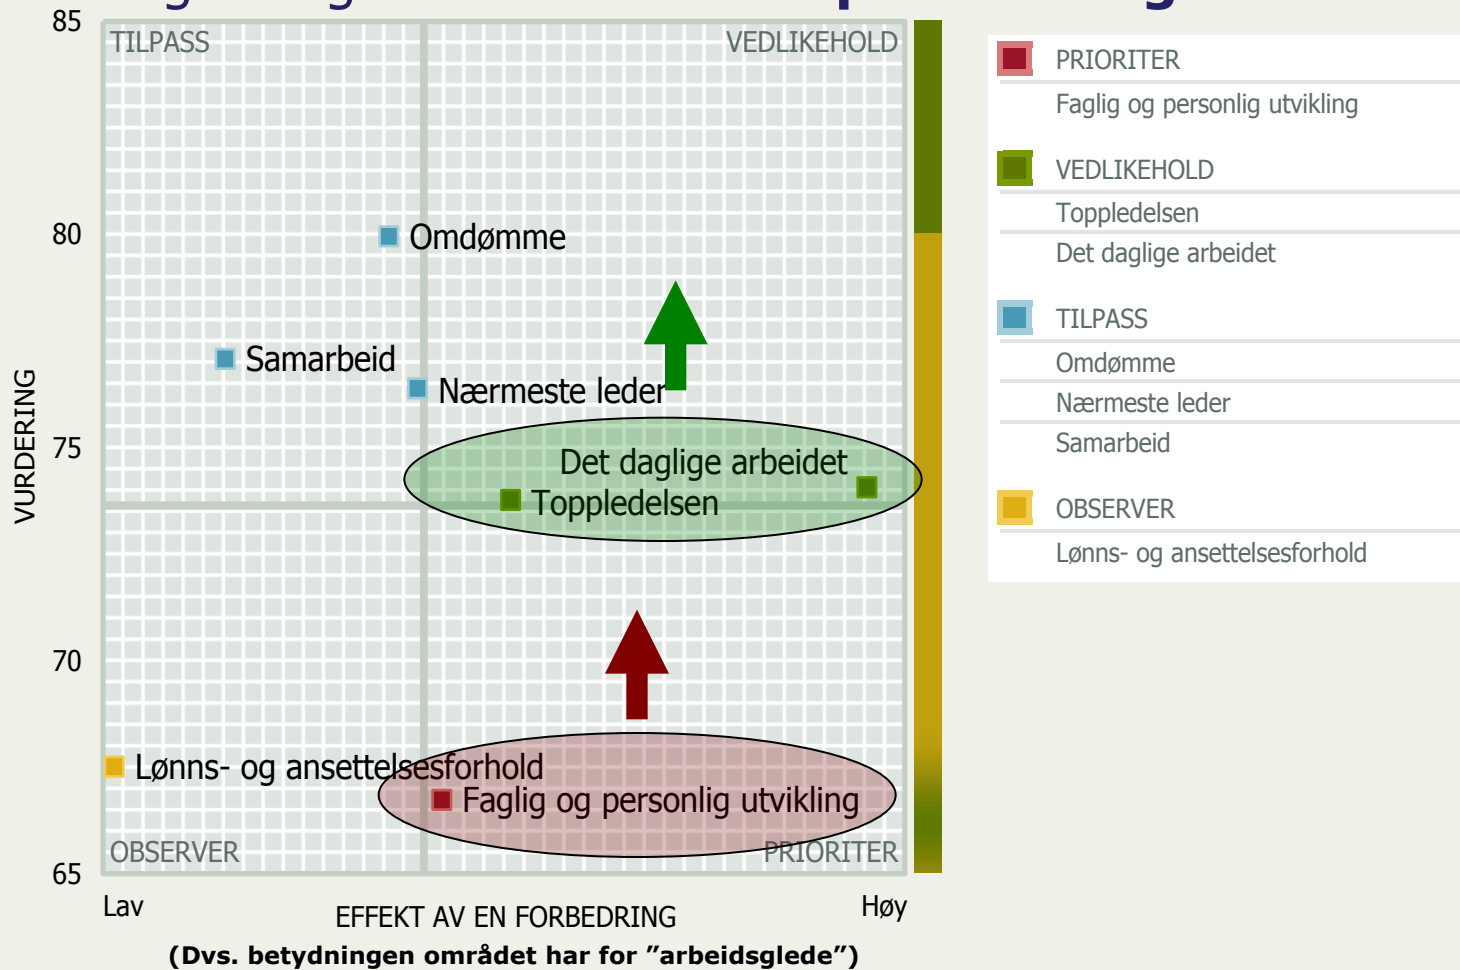 85
TILPASS
VEDLIKEHOLD
80
Omdømme
Samarbeid
Nærmeste leder
75
Det daglige arbeidet
Toppledelsen
VURDERING
70
Lønns- og ansettelsesforhold
Faglig og personlig utvikling
OBSERVER
PRIORITER
65
Lav
EFFEKT AV EN FORBEDRING
Høy
(Dvs. betydningen området har for ”arbeidsglede”)
PRIORITER
Faglig og personlig utvikling
VEDLIKEHOLD
Toppledelsen
Det daglige arbeidet
TILPASS
Omdømme
Nærmeste leder
Samarbeid
OBSERVER
Lønns- og ansettelsesforhold